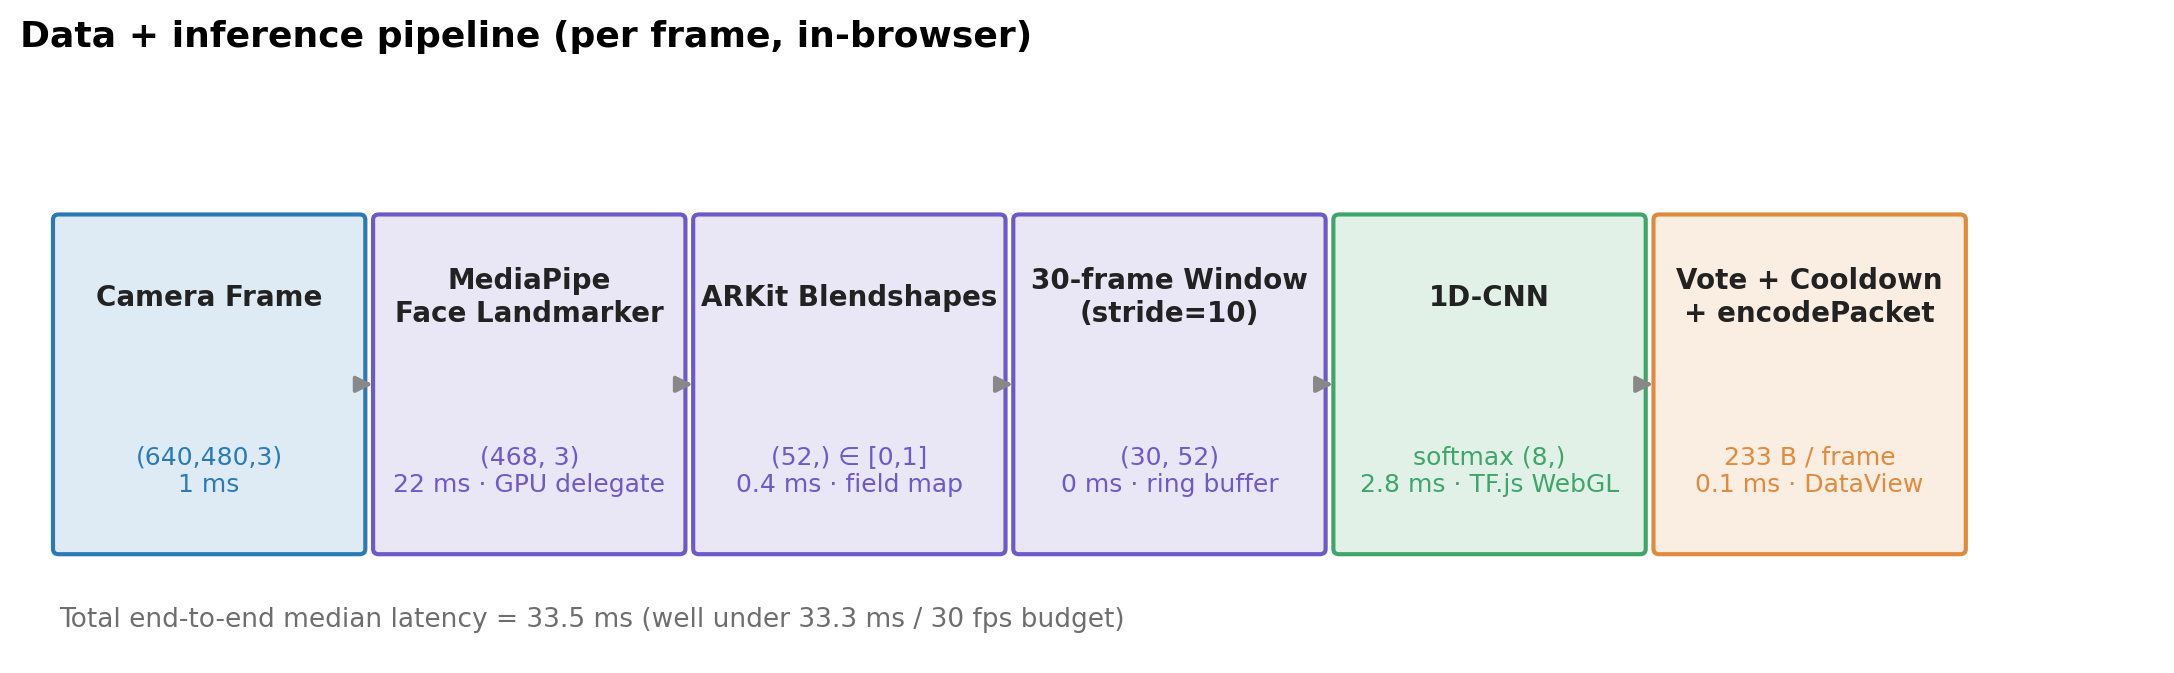 Data + inference pipeline (per frame, in-browser)
Camera Frame
(640,480,3)
1 ms
MediaPipe
Face Landmarker
(468, 3)
22 ms · GPU delegate
ARKit Blendshapes
(52,) ∈ [0,1]
0.4 ms · field map
30-frame Window
(stride=10)
(30, 52)
0 ms · ring buffer
1D-CNN
softmax (8,)
2.8 ms · TF.js WebGL
Vote + Cooldown
+ encodePacket
233 B / frame
0.1 ms · DataView
Total end-to-end median latency = 33.5 ms (well under 33.3 ms / 30 fps budget)